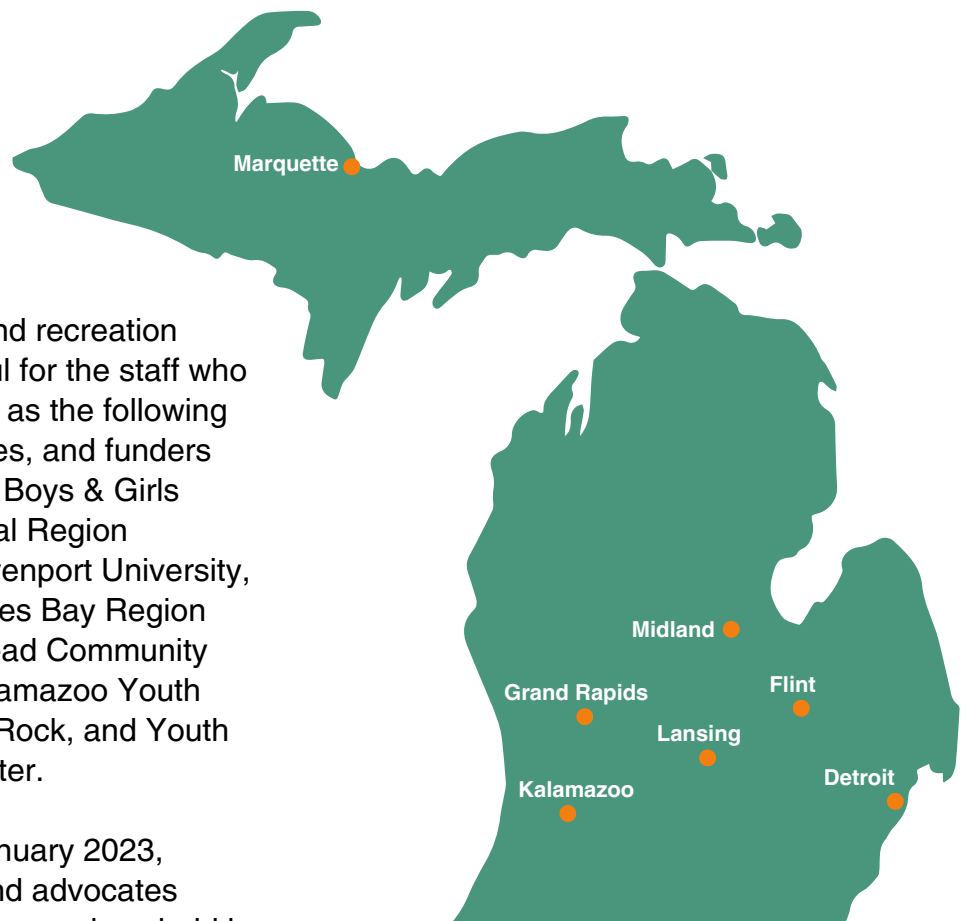 Marquette
nd recreation
l for the staff who
as the following
es, and funders
Boys & Girls
al Region
venport University,
es Bay Region
ead Community
amazoo Youth
Rock, and Youth
ter.
nuary 2023,
nd advocates
Midland
Grand Rapids
Flint
Lansing
Kalamazoo
Detroit